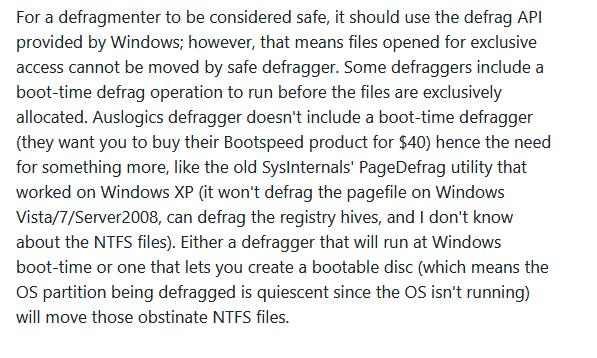 For a defragmenter to be considered safe, it should use the defrag API
provided by Windows; however, that means files opened for exclusive
access cannot be moved by safe defragger. Some defraggers include a
boot-time defrag operation to run before the files are exclusively
allocated. Auslogics defragger doesn't include a boot-time defragger
(they want you to buy their Bootspeed product for $40) hence the need
for something more, like the old SysInternals' PageDefrag utility that
worked on Windows XP (it won't defrag the pagefile on Windows
Vista/7/Server2008, can defrag the registry hives, and I don't know
about the NTFS files). Either a defragger that will run at Windows
boot-time or one that lets you create a bootable disc (which means the
OS partition being defragged is quiescent since the OS isn't running)
will move those obstinate NTFS files.